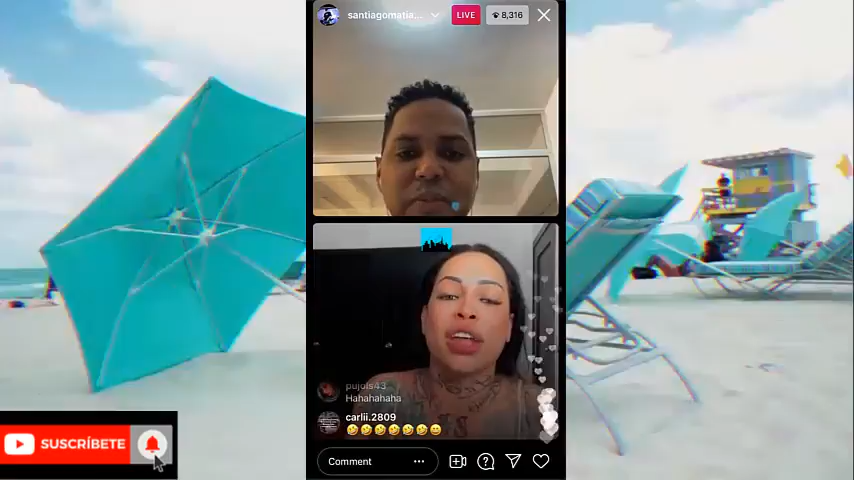 santiagomatia...
LIVE
8,316
pujols43
Hahahahaha
carlii.2809
🤣🤣🤣🤣🤣🤣😄
Comment
SUSCRÍBETE